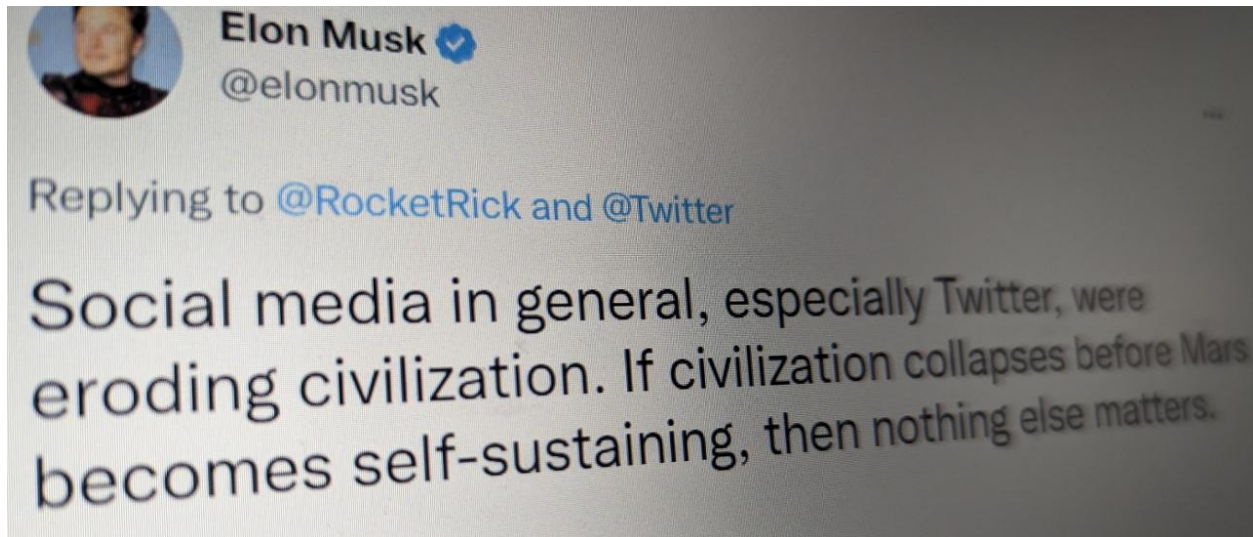 Elon Musk
@elonmusk
Replying to @RocketRick and @Twitter
Social media in general, especially Twitter, were
eroding civilization. If civilization collapses before Mars
becomes self-sustaining, then nothing else matters.